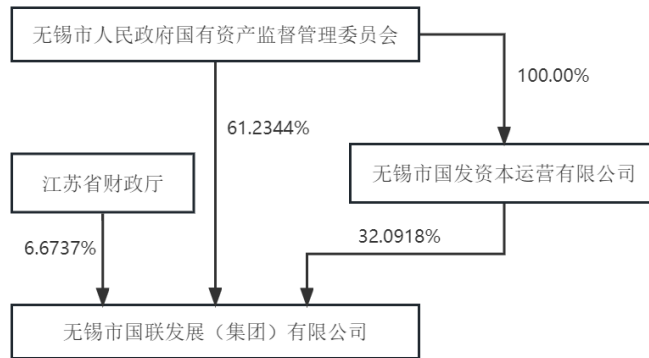 无锡市人民政府国有资产监督管理委员会
100.00%
61.2344%
江苏省财政厅
无锡市国发资本运营有限公司
6.6737%
32.0918%
无锡市国联发展（集团）有限公司